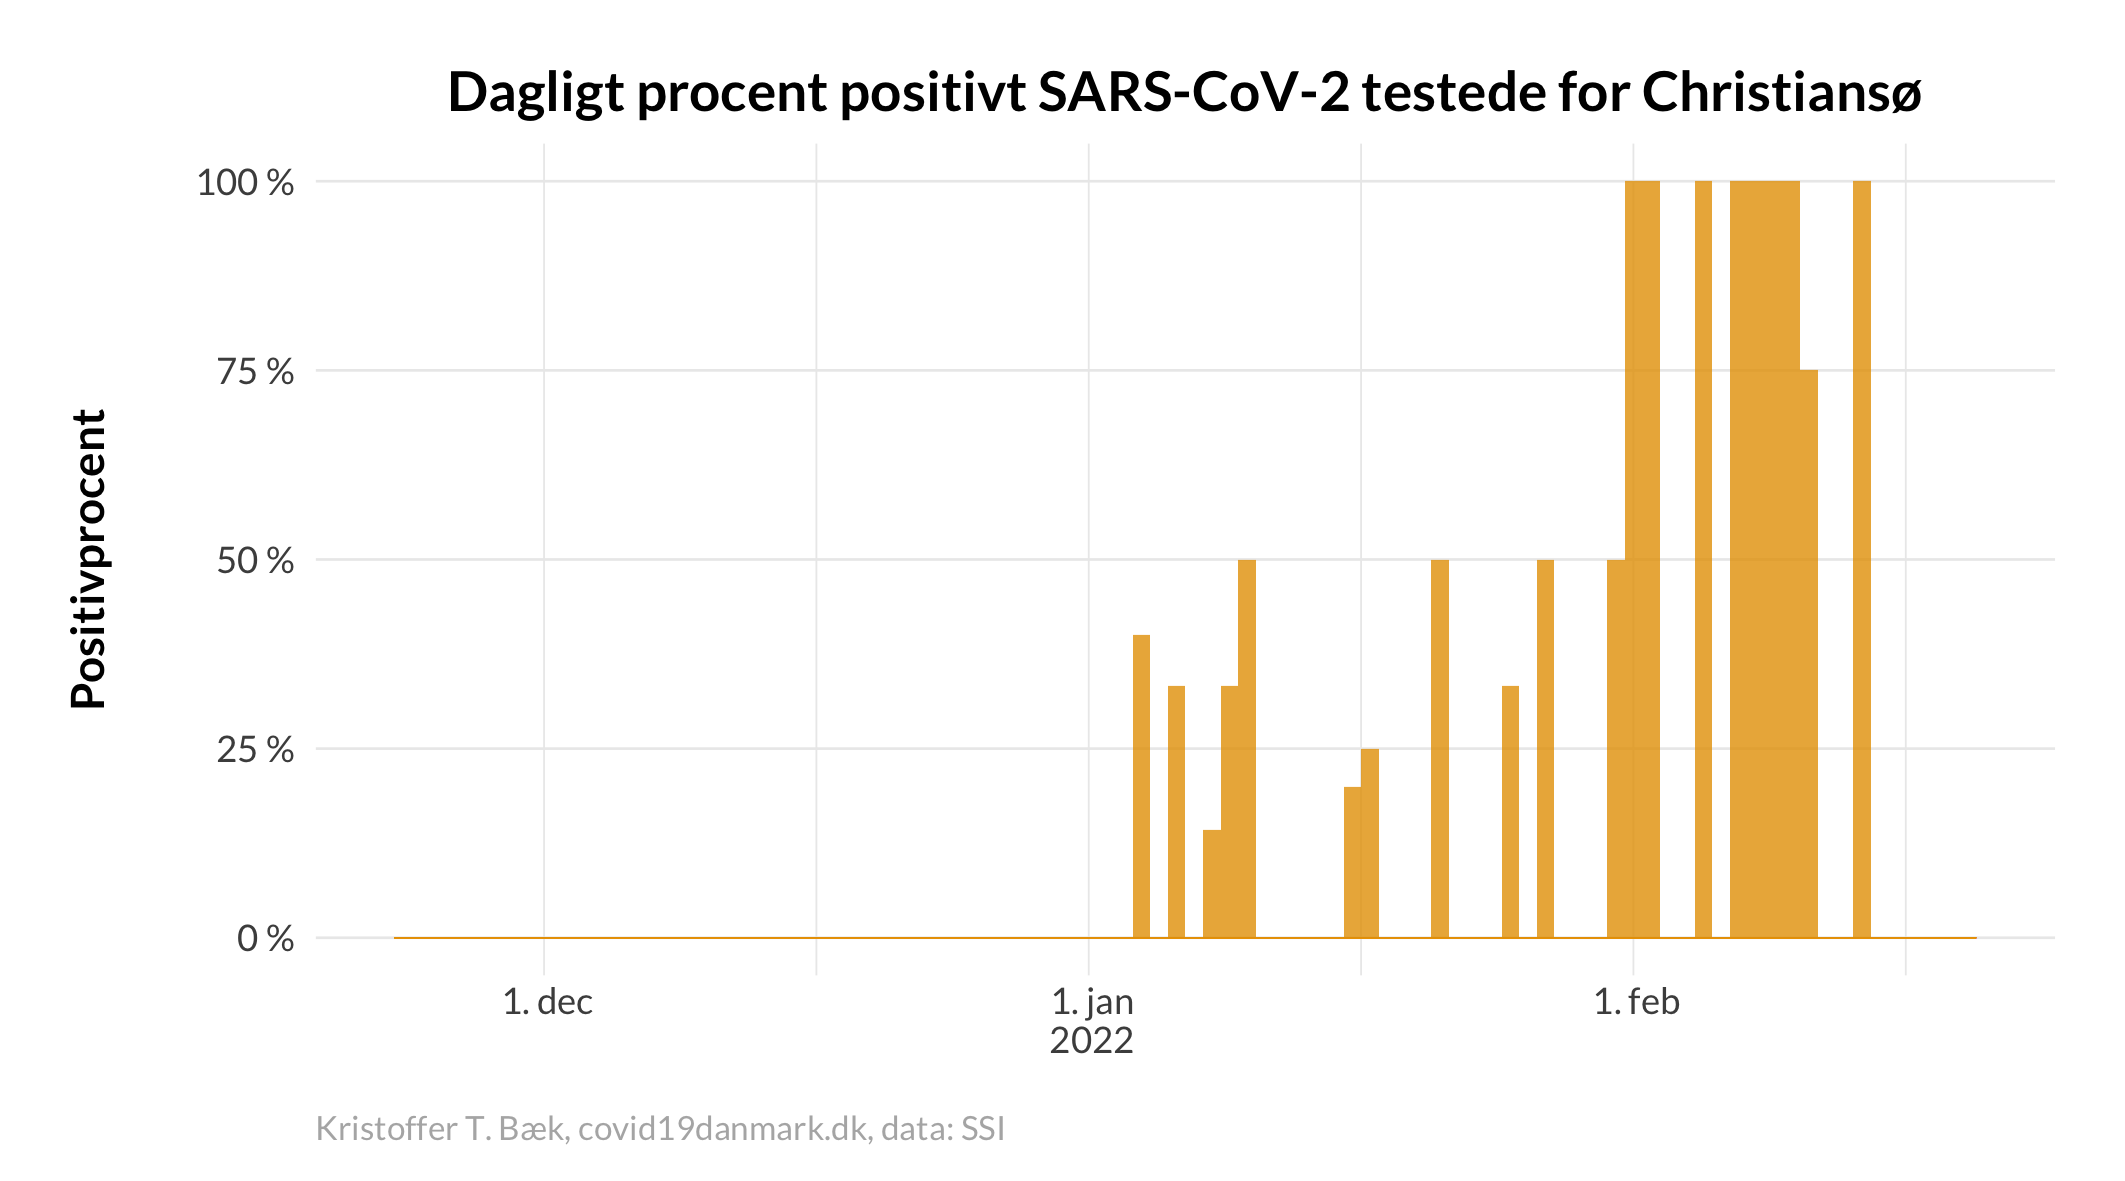 Dagligt procent positivt SARS-CoV-2 testede for Christiansø
Positivprocent
100 %
75 %
50 %
25 %
0 %
1. dec
1. jan
2022
1. feb
Kristoffer T. Bæk, covid19danmark.dk, data: SSI